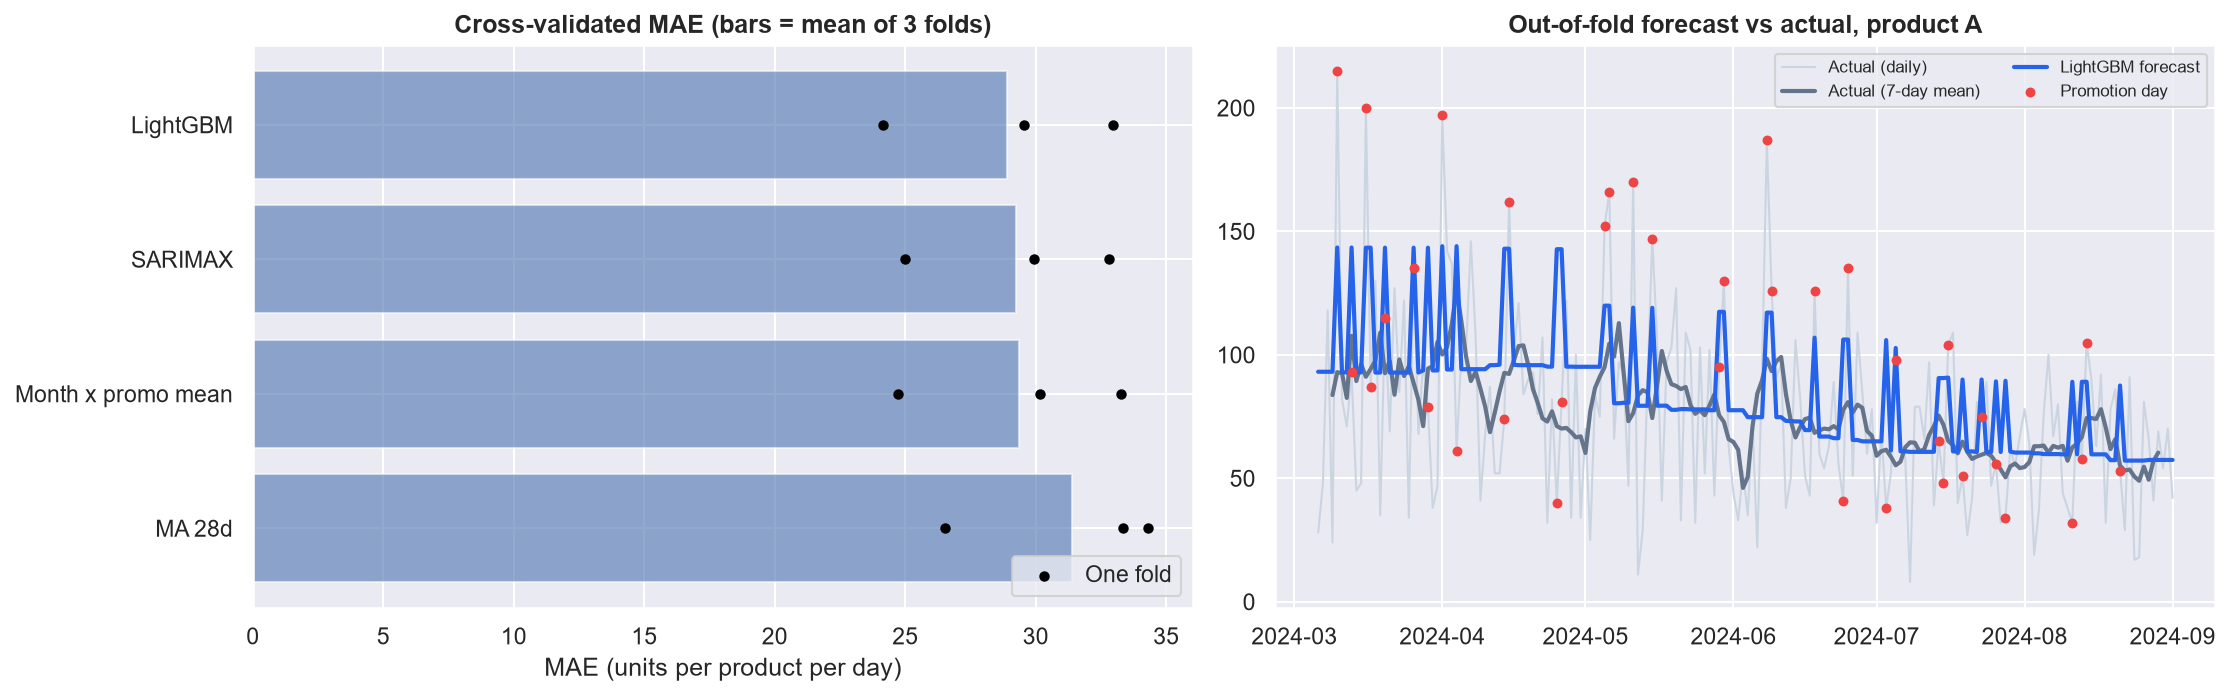 Cross-validated MAE (bars = mean of 3 folds)
LightGBM
SARIMAX
Month x promo mean
MA 28d
One fold
0 5 10 15 20 25 30 35
MAE (units per product per day)
Out-of-fold forecast vs actual, product A
Actual (daily)
Actual (7-day mean)
LightGBM forecast
Promotion day
200
150
100
50
0
2024-03 2024-04 2024-05 2024-06 2024-07 2024-08 2024-09